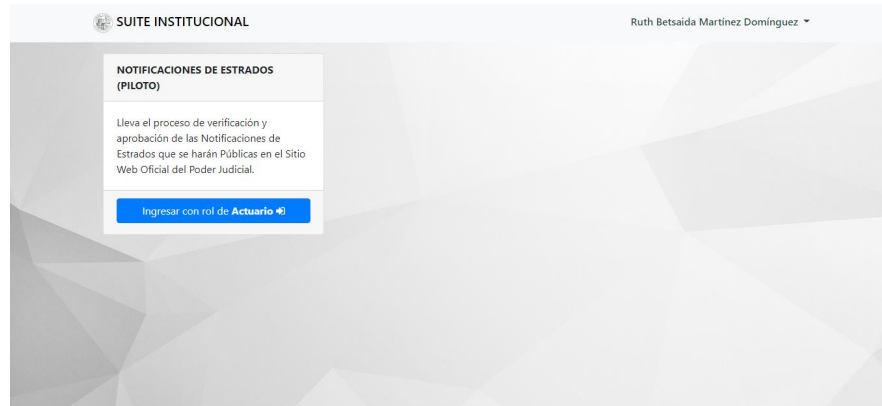 SUITE INSTITUCIONAL
Ruth Betsaida Martínez Domínguez
NOTIFICACIONES DE ESTRADOS
(PILOTO)
Lleva el proceso de verificación y
aprobación de las Notificaciones de
Estrados que se harán Públicas en el Sitio
Web Oficial del Poder Judicial.
Ingresar con rol de Actuario